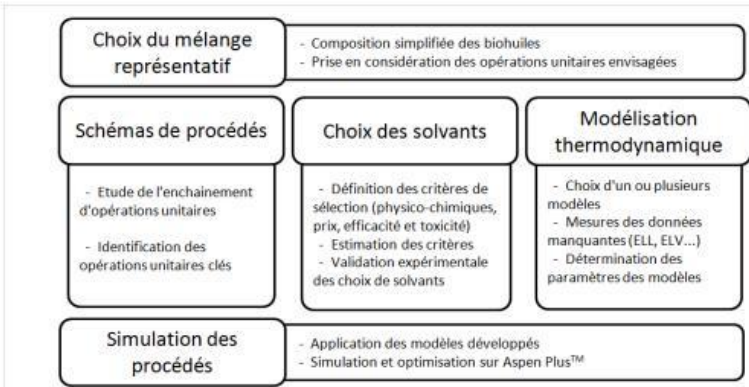 Choix du mélange
représentatif
- Composition simplifiée des biohuiles
- Prise en considération des opérations unitaires envisagées
Schémas de procédés
- Etude de l'enchainement
d'opérations unitaires
- Identification des
opérations unitaires clés
Choix des solvants
- Définition des critères de
sélection (physico-chimiques,
prix, efficacité et toxicité)
- Estimation des critères
- Validation expérimentale
des choix de solvants
Modélisation
thermodynamique
- Choix d'un ou plusieurs
modèles
- Mesures des données
manquantes (ELL, ELV...)
- Détermination des
paramètres des modèles
Simulation des
procédés
- Application des modèles développés
- Simulation et optimisation sur Aspen Plus™